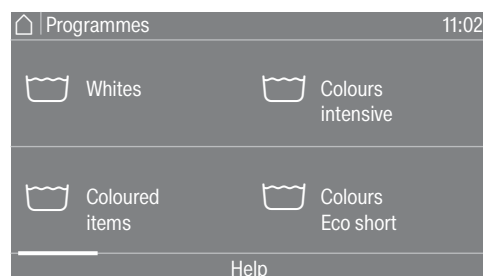 Programmes 11:02
Whites
Colours
intensive
Coloured
items
Colours
Eco short
Help